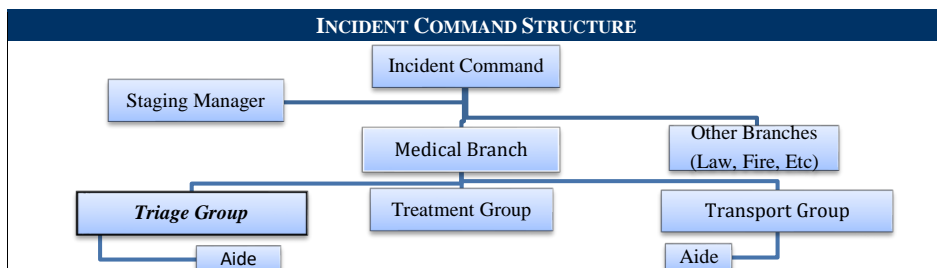 INCIDENT COMMAND STRUCTURE
Incident Command
Staging Manager
Medical Branch
Other Branches
(Law, Fire, Etc)
Triage Group
Treatment Group
Transport Group
Aide
Aide